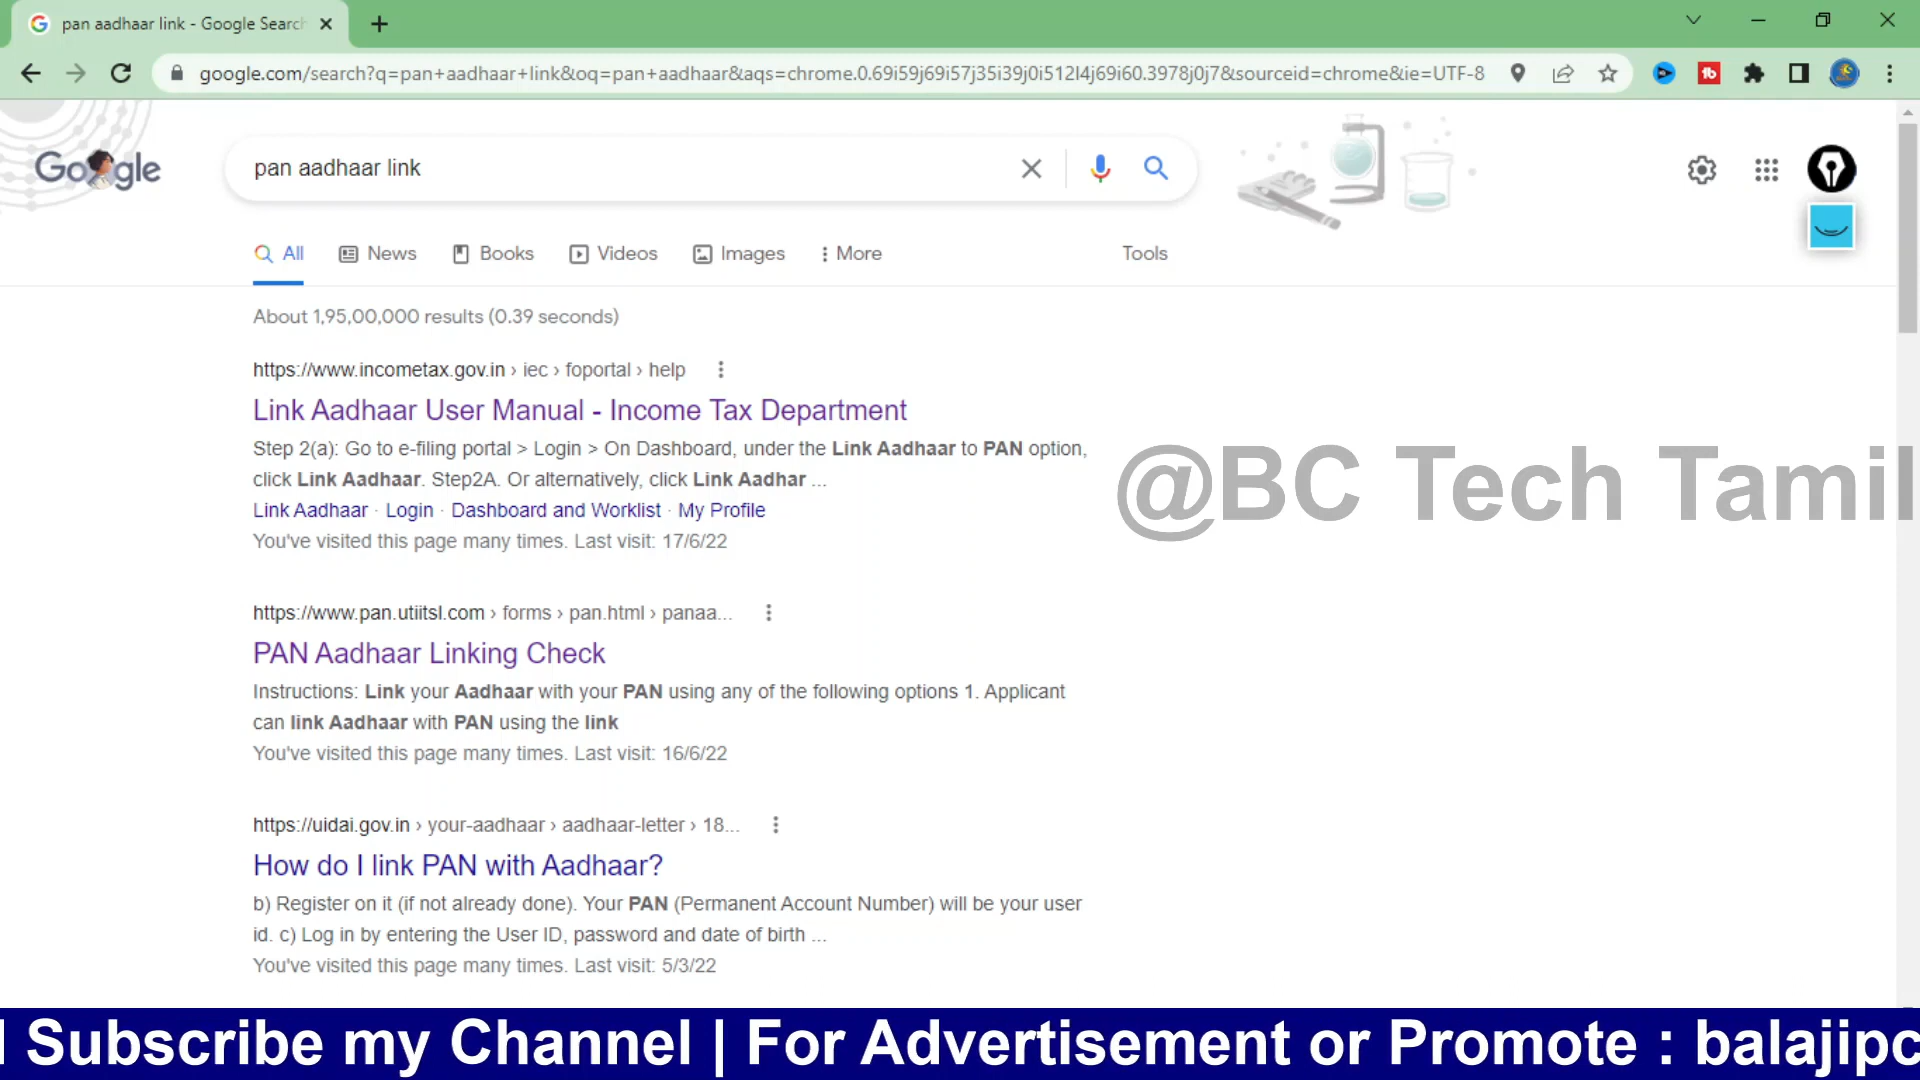 pan aadhaar link - Google Search
google.com/search?q=pan+aadhaar+link&oq=pan+aadhaar&aqs=chrome.0.69i59j69i57j35i39j0i512l4j69i60.3978j0j7&sourceid=chrome&ie=UTF-8
Google
pan aadhaar link
All News Books Videos Images More Tools
About 1,95,00,000 results (0.39 seconds)
https://www.incometax.gov.in › iec › foportal › help
Link Aadhaar User Manual - Income Tax Department
Step 2(a): Go to e-filing portal > Login > On Dashboard, under the Link Aadhaar to PAN option,
click Link Aadhaar. Step2A. Or alternatively, click Link Aadhar ...
Link Aadhaar · Login · Dashboard and Worklist · My Profile
You've visited this page many times. Last visit: 17/6/22
@BC Tech Tamil
https://www.pan.utiitsl.com › forms › pan.html › panaa...
PAN Aadhaar Linking Check
Instructions: Link your Aadhaar with your PAN using any of the following options 1. Applicant
can link Aadhaar with PAN using the link
You've visited this page many times. Last visit: 16/6/22
https://uidai.gov.in › your-aadhaar › aadhaar-letter › 18...
How do I link PAN with Aadhaar?
b) Register on it (if not already done). Your PAN (Permanent Account Number) will be your user
id. c) Log in by entering the User ID, password and date of birth ...
You've visited this page many times. Last visit: 5/3/22
Subscribe my Channel | For Advertisement or Promote : balajipc